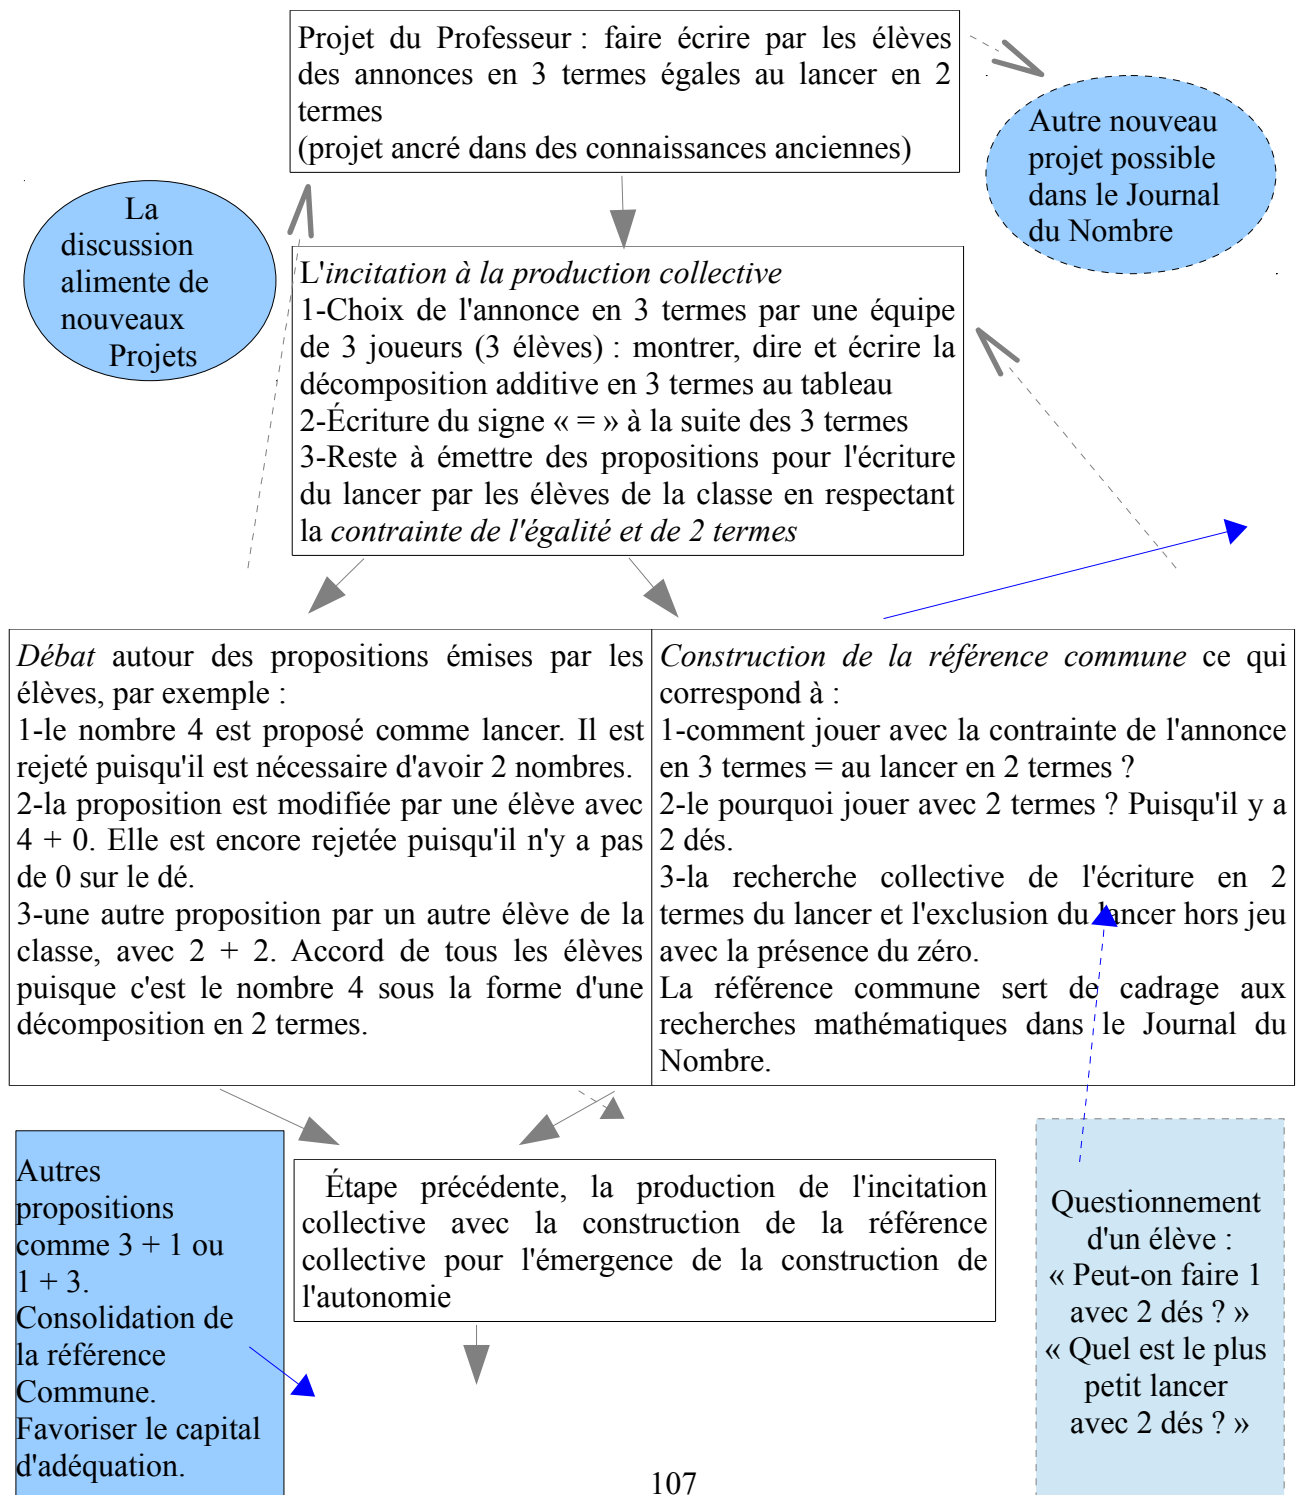 Projet du Professeur : faire écrire par les élèves
des annonces en 3 termes égales au lancer en 2
termes
(projet ancré dans des connaissances anciennes)
Autre nouveau
projet possible
dans le Journal
du Nombre
La
discussion
alimente de
nouveaux
Projets
L'incitation à la production collective
1-Choix de l'annonce en 3 termes par une équipe
de 3 joueurs (3 élèves) : montrer, dire et écrire la
décomposition additive en 3 termes au tableau
2-Écriture du signe « = » à la suite des 3 termes
3-Reste à émettre des propositions pour l'écriture
du lancer par les élèves de la classe en respectant
la contrainte de l'égalité et de 2 termes
Débat autour des propositions émises par les
élèves, par exemple :
1-le nombre 4 est proposé comme lancer. Il est
rejeté puisqu'il est nécessaire d'avoir 2 nombres.
2-la proposition est modifiée par une élève avec
4 + 0. Elle est encore rejetée puisqu'il n'y a pas
de 0 sur le dé.
3-une autre proposition par un autre élève de la
classe, avec 2 + 2. Accord de tous les élèves
puisque c'est le nombre 4 sous la forme d'une
décomposition en 2 termes.
Construction de la référence commune ce qui
correspond à :
1-comment jouer avec la contrainte de l'annonce
en 3 termes = au lancer en 2 termes ?
2-le pourquoi jouer avec 2 termes ? Puisqu'il y a
2 dés.
3-la recherche collective de l'écriture en 2
termes du lancer et l'exclusion du lancer hors jeu
avec la présence du zéro.
La référence commune sert de cadrage aux
recherches mathématiques dans le Journal du
Nombre.
Autres
propositions
comme 3 + 1 ou
1 + 3.
Consolidation de
la référence
Commune.
Favoriser le capital
d'adéquation.
Étape précédente, la production de l'incitation
collective avec la construction de la référence
collective pour l'émergence de la construction de
l'autonomie
Questionnement
d'un élève :
« Peut-on faire 1
avec 2 dés ? »
« Quel est le plus
petit lancer
avec 2 dés ? »
107